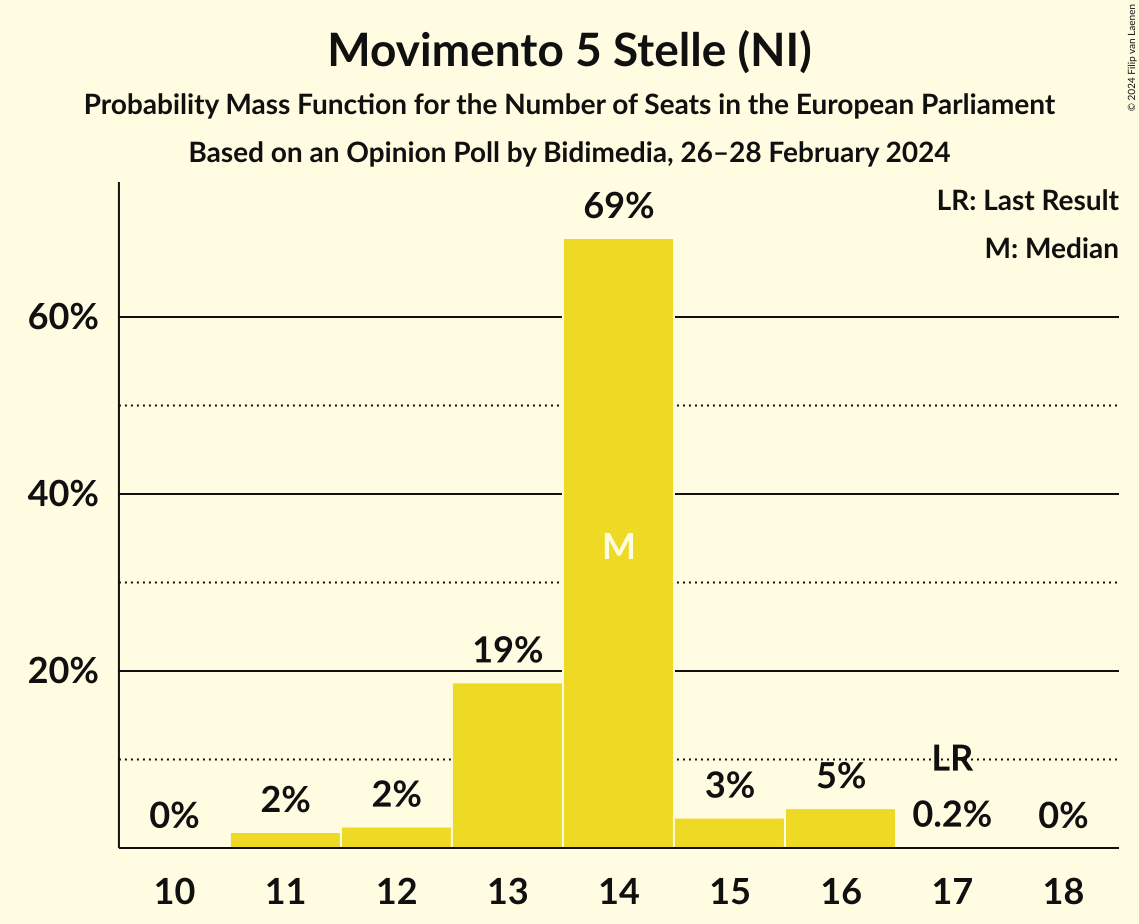 Movimento 5 Stelle (NI)
Probability Mass Function for the Number of Seats in the European Parliament
Based on an Opinion Poll by Bidimedia, 26–28 February 2024
© 2024 Filip van Laenen
LR: Last Result
M: Median
69%
60%
40%
M
19%
20%
LR
5%
3%
2%
2%
0%
0.2%
0%
10 11 12 13 14 15 16 17 18